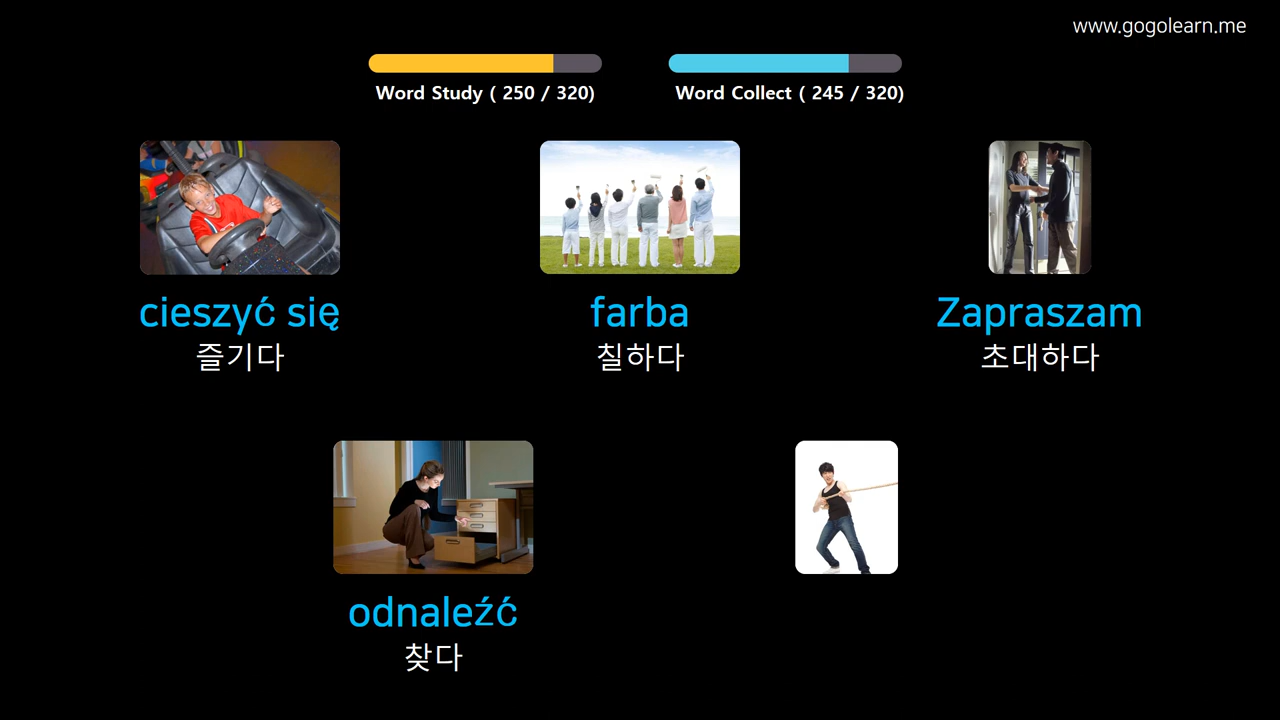 www.gogolearn.me
Word Study ( 250 / 320)
Word Collect ( 245 / 320)
cieszyć się
즐기다
farba
칠하다
Zapraszam
초대하다
odnaleźć
찾다